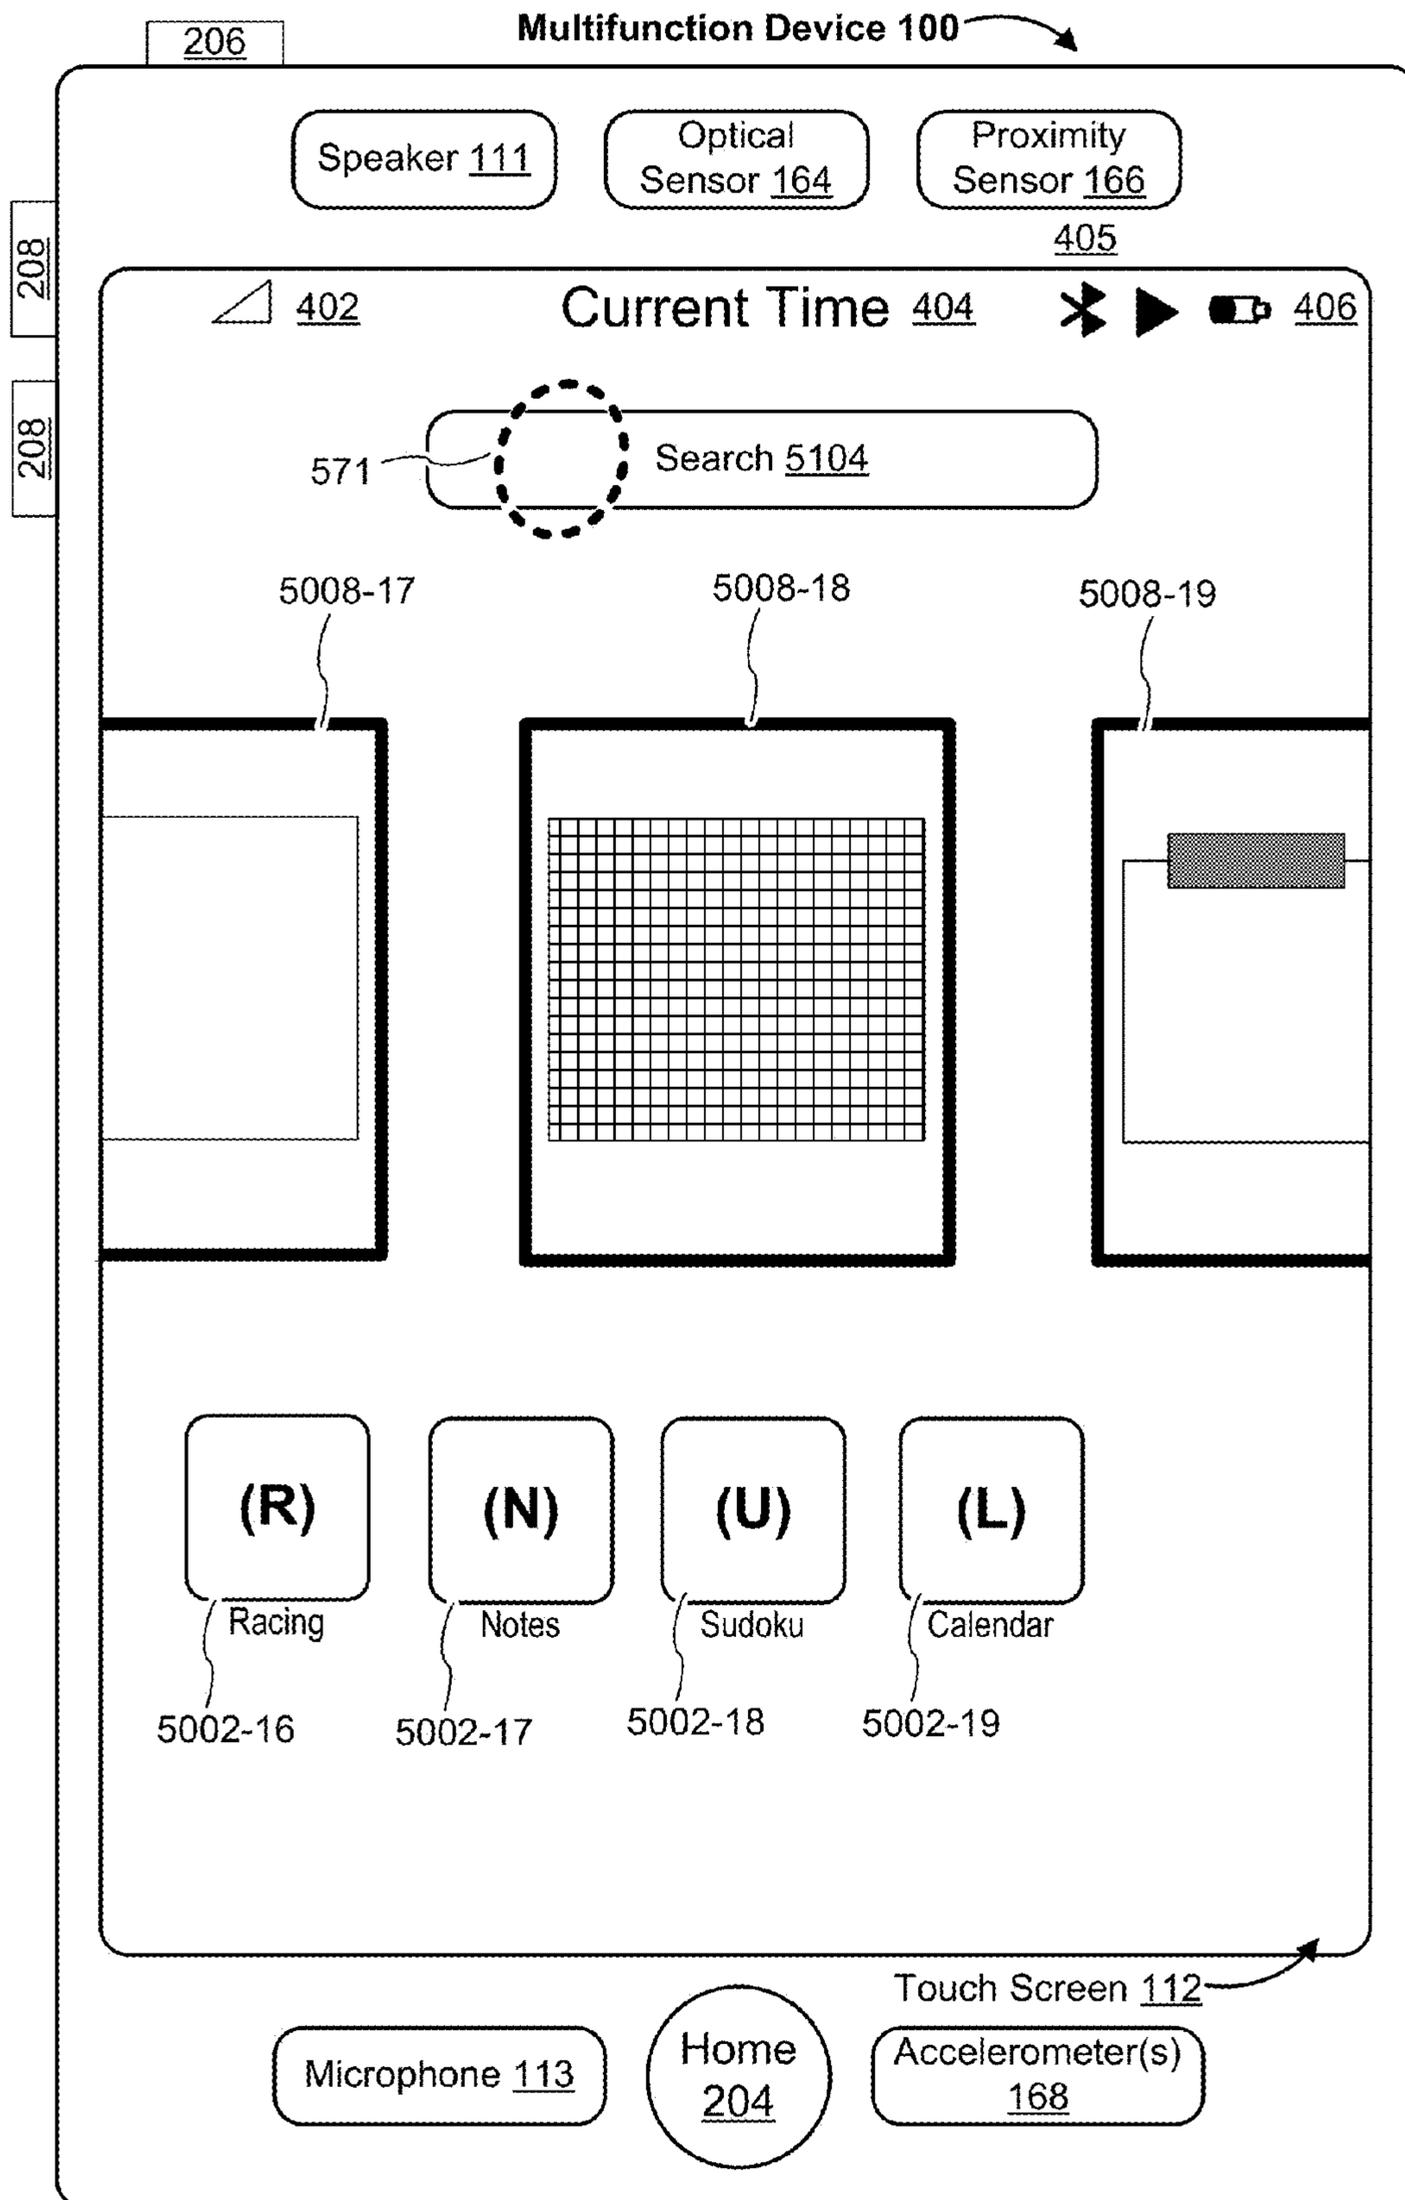 Multifunction Device 100
206
Speaker 111
Optical
Sensor 164
Proximity
Sensor 166
405
208
402
Current Time 404
406
208
571
Search 5104
5008-17
5008-18
5008-19
(R)
(N)
(U)
(L)
Racing
Notes
Sudoku
Calendar
5002-16
5002-17
5002-18
5002-19
Touch Screen 112
Microphone 113
Home
204
Accelerometer(s)
168